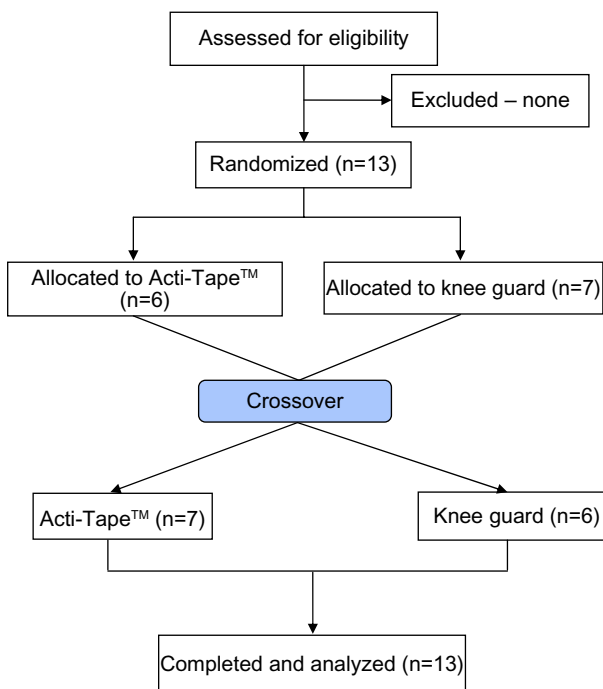 Assessed for eligibility
Excluded – none
Randomized (n=13)
Allocated to Acti-Tape™
(n=6)
Allocated to knee guard (n=7)
Crossover
Acti-Tape™ (n=7)
Knee guard (n=6)
Completed and analyzed (n=13)